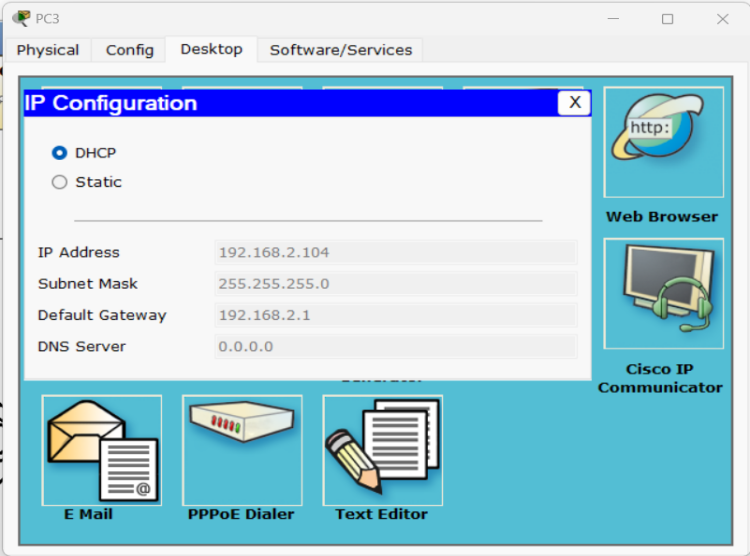 PC3
Physical Config Desktop Software/Services
IP Configuration X
DHCP
Static
IP Address 192.168.2.104
Subnet Mask 255.255.255.0
Default Gateway 192.168.2.1
DNS Server 0.0.0.0
http:
Web Browser
Cisco IP
Communicator
@
E Mail PPPoE Dialer Text Editor